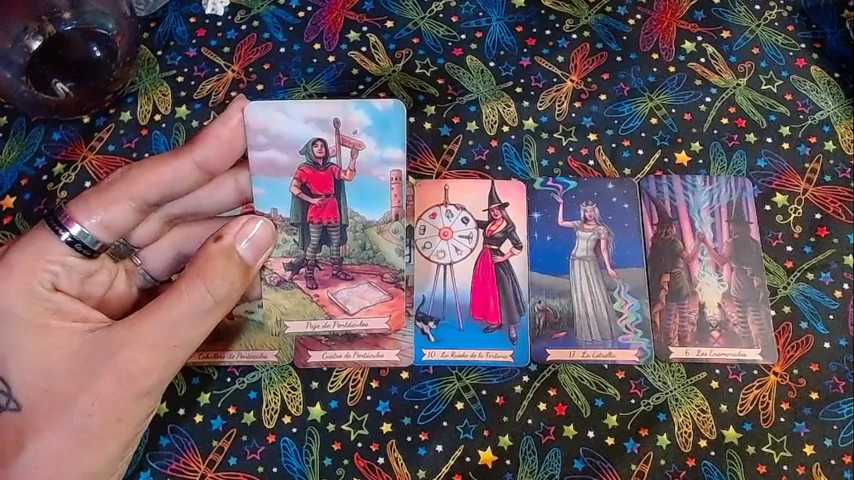 Paje de Pentáculos
Caballero de Pentáculos
Cuatro de Pentáculos
10 - La Rueda de la Fortuna
17 - La Estrella
6 - Los Enamorados